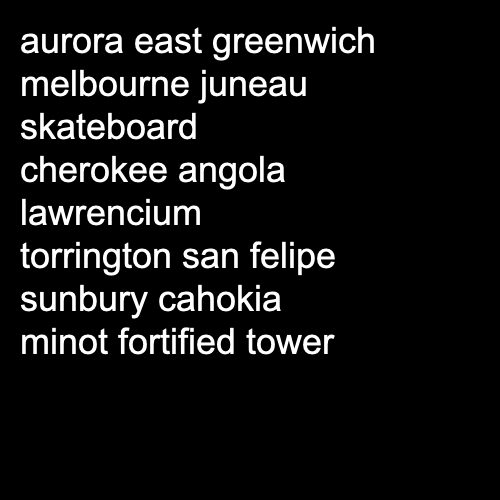 aurora east greenwich
melbourne juneau
skateboard
cherokee angola
lawrencium
torrington san felipe
sunbury cahokia
minot fortified tower